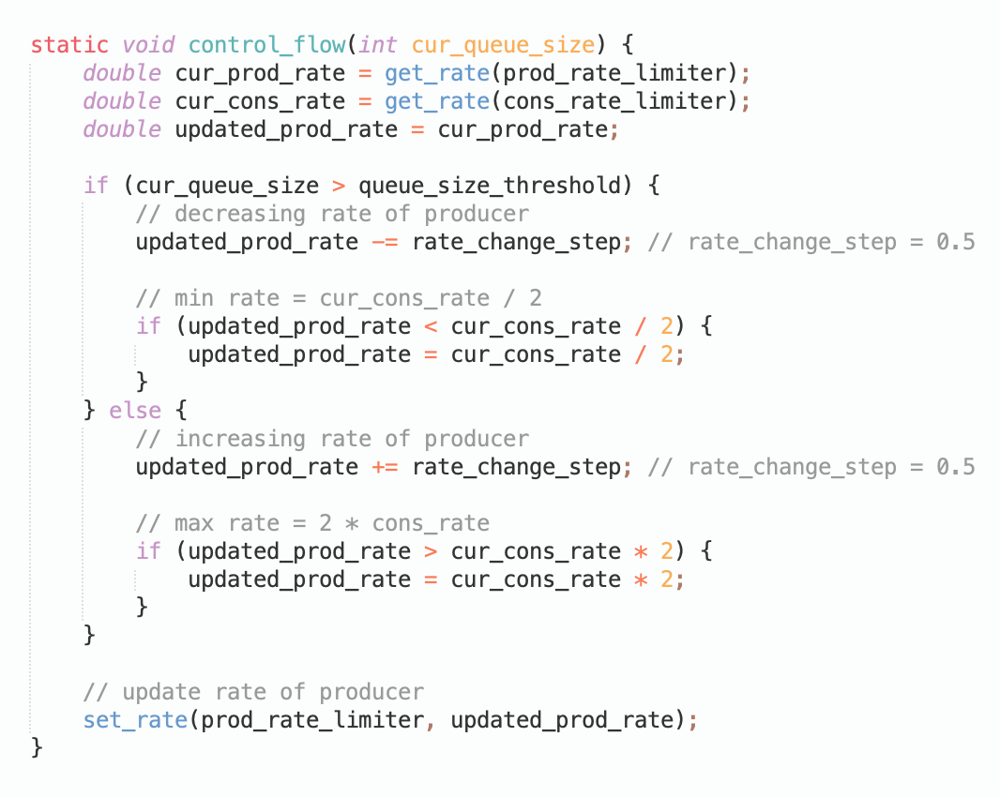 static void control_flow(int cur_queue_size) {
    double cur_prod_rate = get_rate(prod_rate_limiter);
    double cur_cons_rate = get_rate(cons_rate_limiter);
    double updated_prod_rate = cur_prod_rate;

    if (cur_queue_size > queue_size_threshold) {
        // decreasing rate of producer
        updated_prod_rate -= rate_change_step; // rate_change_step = 0.5

        // min rate = cur_cons_rate / 2
        if (updated_prod_rate < cur_cons_rate / 2) {
            updated_prod_rate = cur_cons_rate / 2;
        }
    } else {
        // increasing rate of producer
        updated_prod_rate += rate_change_step; // rate_change_step = 0.5

        // max rate = 2 * cons_rate
        if (updated_prod_rate > cur_cons_rate * 2) {
            updated_prod_rate = cur_cons_rate * 2;
        }
    }

    // update rate of producer
    set_rate(prod_rate_limiter, updated_prod_rate);
}